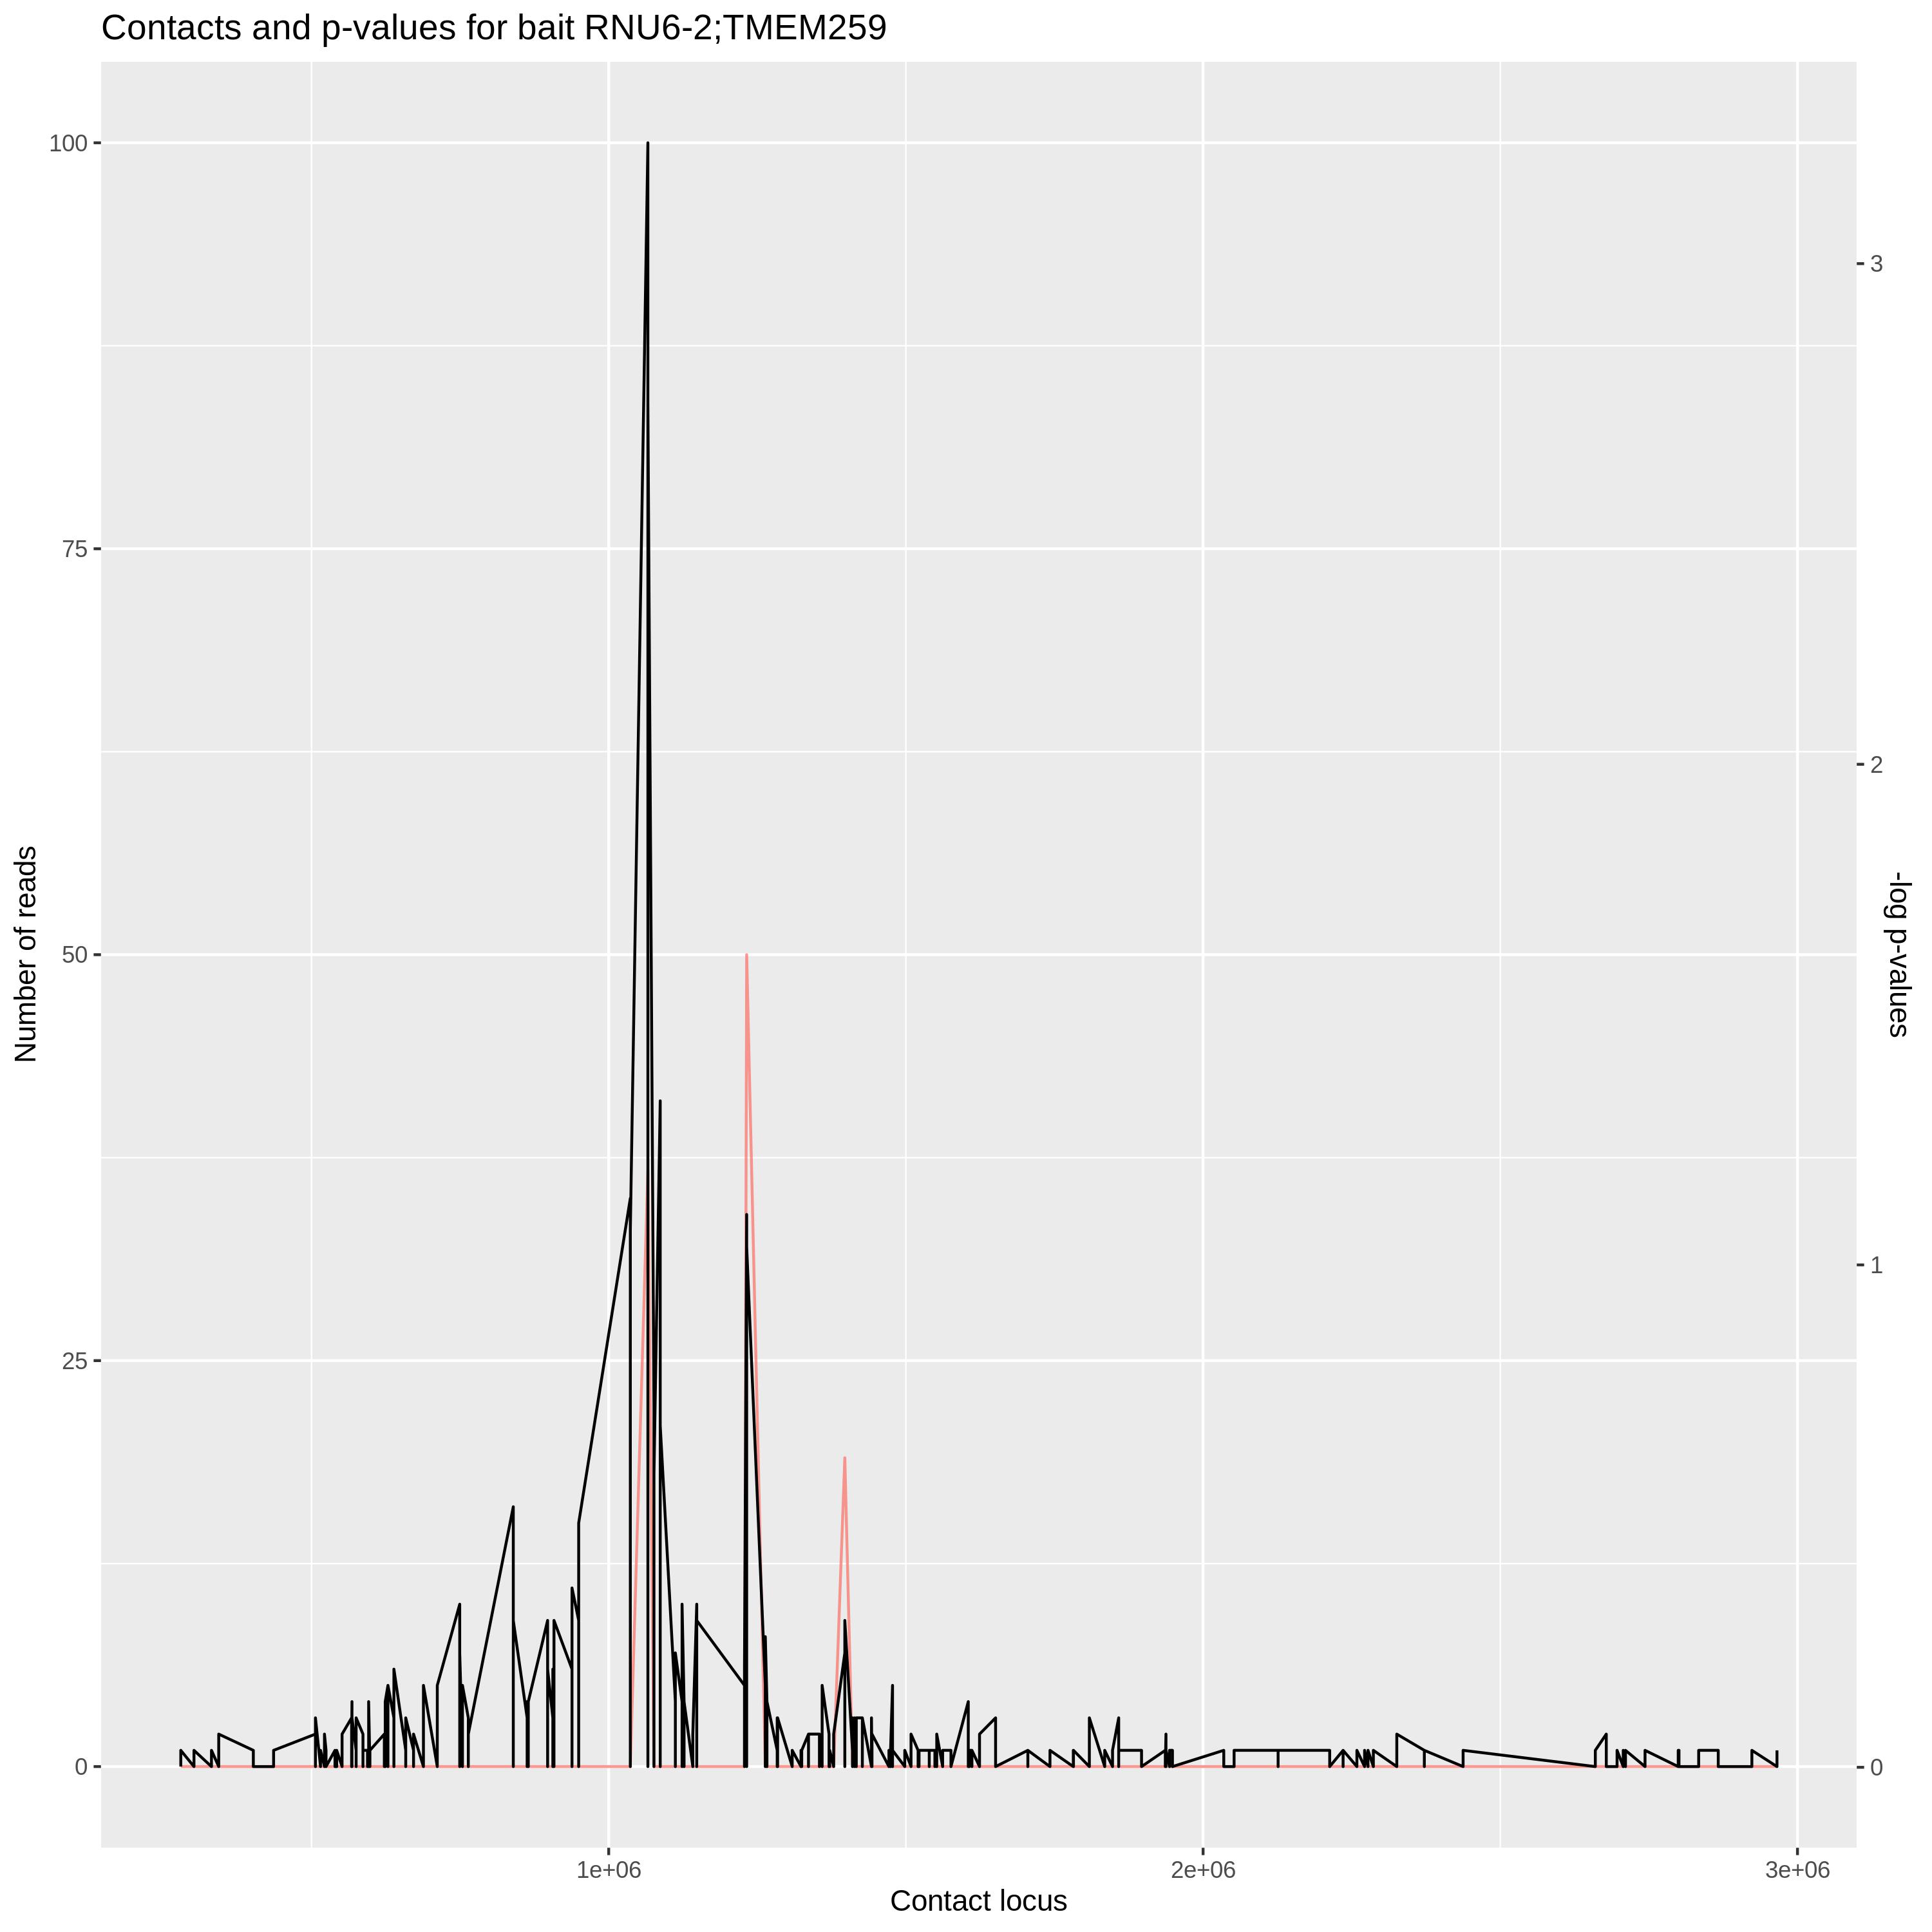 Contacts and p-values for bait RNU6-2;TMEM259
100
75
50
25
0
Number of reads
3
2
1
0
-log p-values
1e+06
2e+06
3e+06
Contact locus